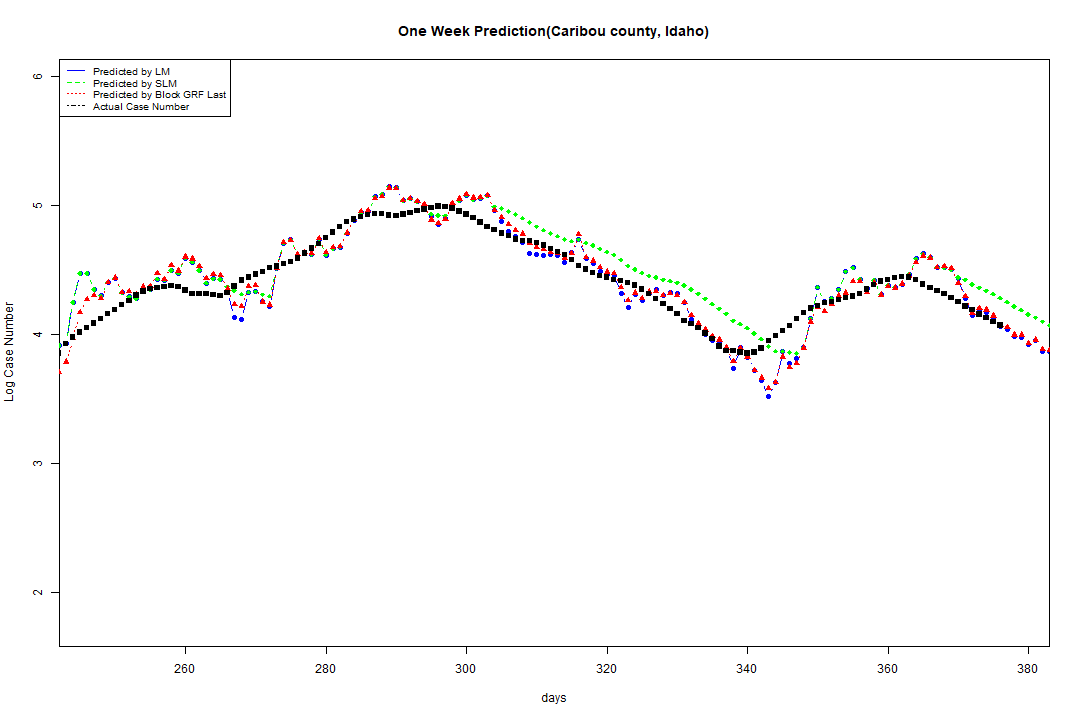 One Week Prediction(Caribou county, Idaho)
Predicted by LM
Predicted by SLM
Predicted by Block GRF Last
Actual Case Number
6
5
4
3
2
Log Case Number
260 280 300 320 340 360 380
days